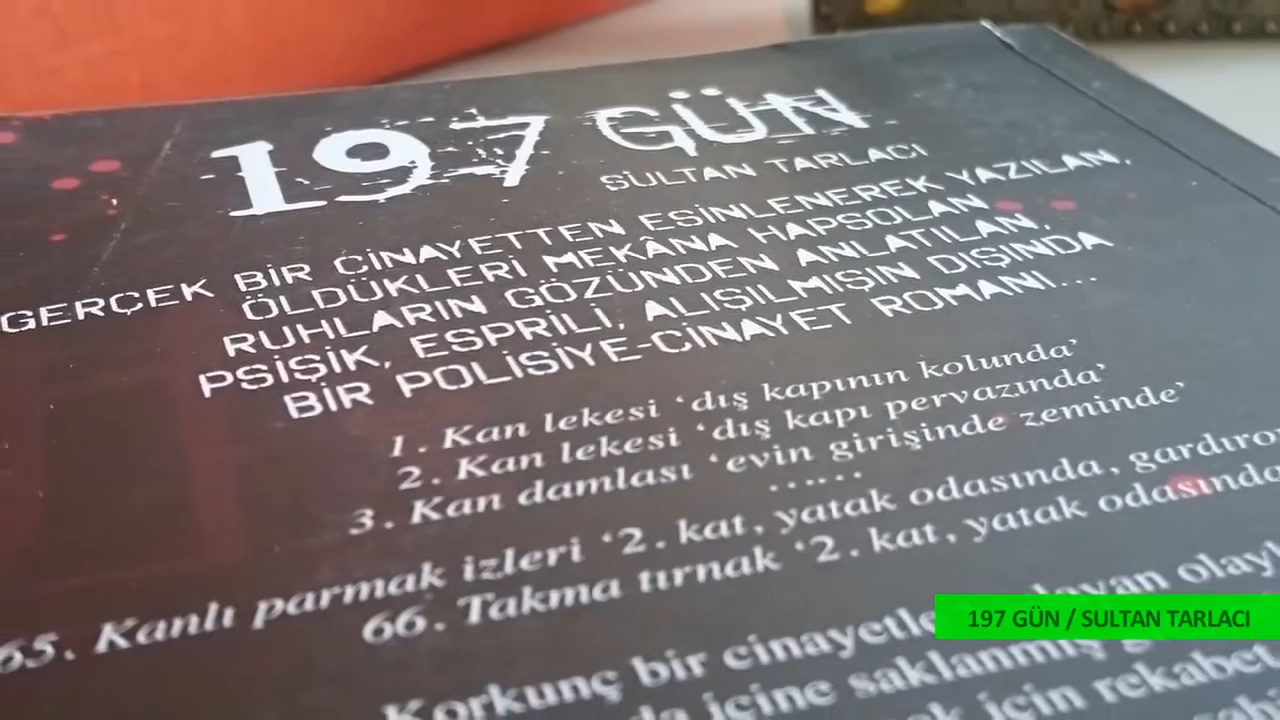 197 GÜN
SULTAN TARLACI
GERÇEK BİR CİNAYETTEN ESİNLENEREK YAZILAN,
ÖLDÜKLERİ MEKÂNA HAPSOLAN
RUHLARIN GÖZÜNDEN ANLATILAN,
PSİŞİK, ESPRİLİ, ALIŞILMIŞIN DIŞINDA
BİR POLİSİYE-CİNAYET ROMANI...
1. Kan lekesi ‘dış kapının kolunda’
2. Kan lekesi ‘dış kapı pervazında’
3. Kan damlası ‘evin girişinde zeminde’
......
65. Kanlı parmak izleri ‘2. kat, yatak odasında,
66. Takma tırnak ‘2. kat, yatak odasında
Korkunç bir
içine saklanmış
için rekabet
197 GÜN / SULTAN TARLACI